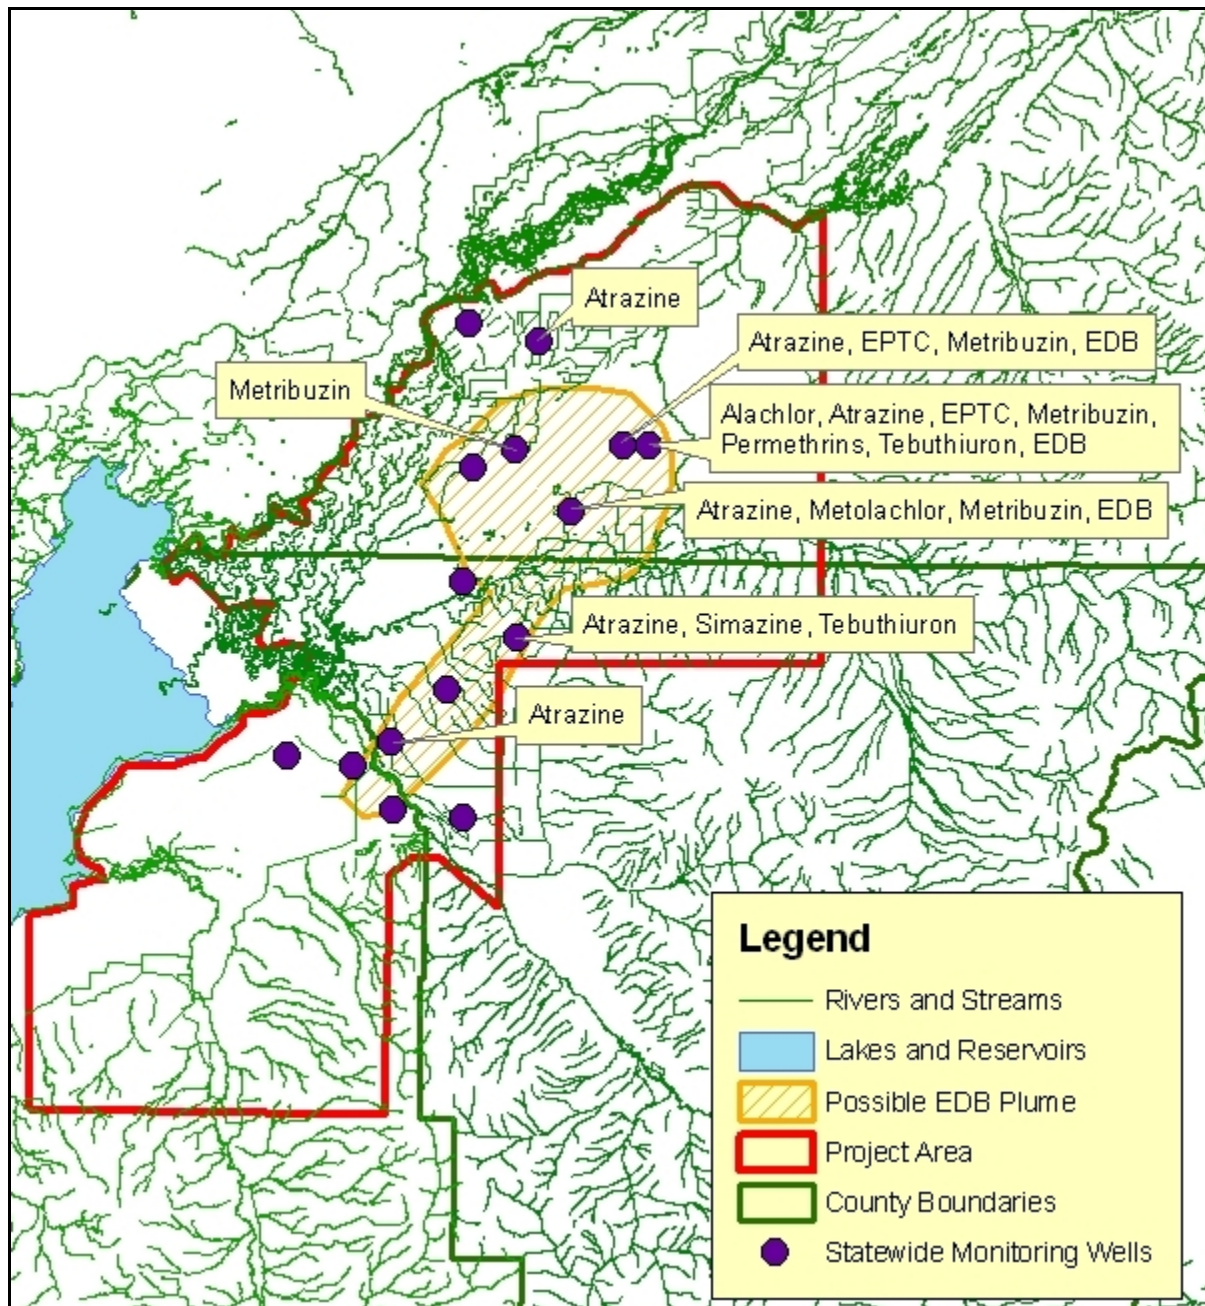 Atrazine
Atrazine, EPTC, Metribuzin, EDB
Metribuzin
Alachlor, Atrazine, EPTC, Metribuzin,
Permethrins, Tebuthiuron, EDB
Atrazine, Metolachlor, Metribuzin, EDB
Atrazine, Simazine, Tebuthiuron
Atrazine
Legend
Rivers and Streams
Lakes and Reservoirs
Possible EDB Plume
Project Area
County Boundaries
Statewide Monitoring Wells